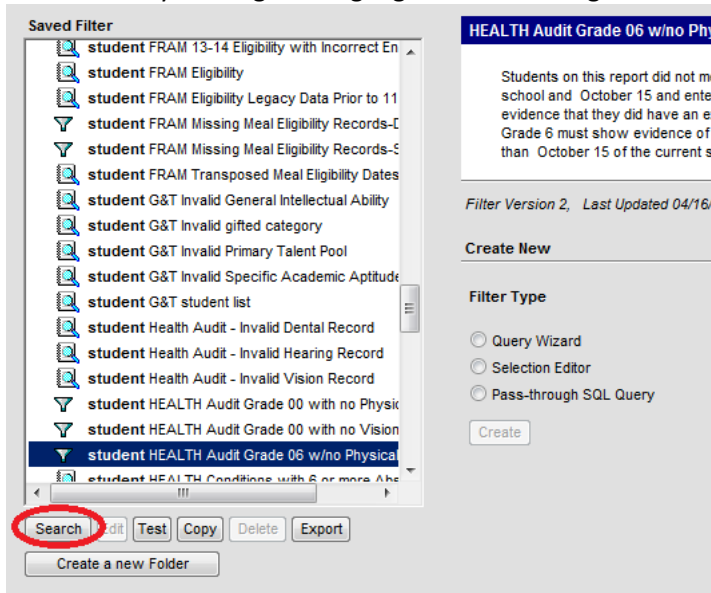 Saved Filter
student FRAM 13-14 Eligibility with Incorrect En
student FRAM Eligibility
student FRAM Eligibility Legacy Data Prior to 11
student FRAM Missing Meal Eligibility Records-
student FRAM Missing Meal Eligibility Records-
student FRAM Transposed Meal Eligibility Dates
student G&T Invalid General Intellectual Ability
student G&T Invalid gifted category
student G&T Invalid Primary Talent Pool
student G&T Invalid Specific Academic Aptitude
student G&T student list
student Health Audit - Invalid Dental Record
student Health Audit - Invalid Hearing Record
student Health Audit - Invalid Vision Record
student HEALTH Audit Grade 00 with no Physic
student HEALTH Audit Grade 00 with no Vision
student HEALTH Audit Grade 06 w/no Physical
student HEALTH Conditions with 6 or more Abs
Search Edit Test Copy Delete Export
Create a new Folder
HEALTH Audit Grade 06 w/no Phy
Students on this report did not m
school and October 15 and ente
evidence that they did have an e
Grade 6 must show evidence of
than October 15 of the current s
Filter Version 2, Last Updated 04/16/
Create New
Filter Type
Query Wizard
Selection Editor
Pass-through SQL Query
Create